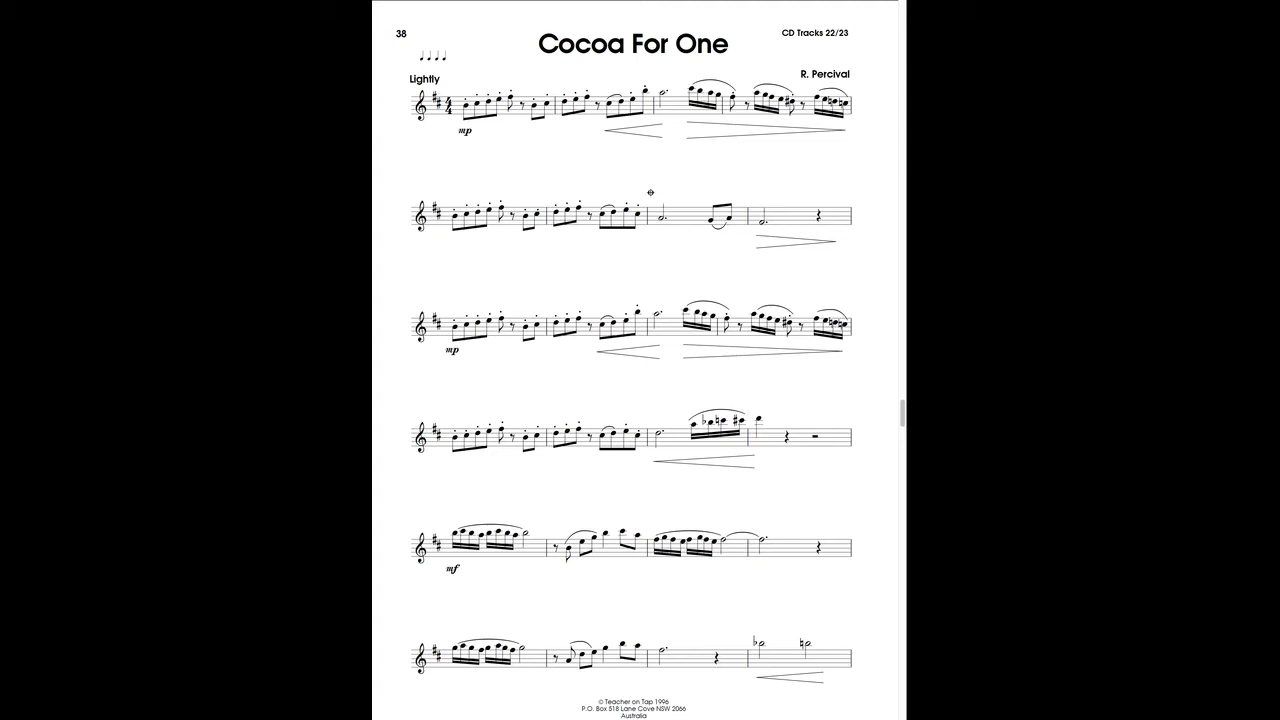 38
Cocoa For One
CD Tracks 22/23
Lightly
R. Percival
mp
mp
mf
© Teacher on Tap 1996
P.O. Box 518 Lane Cove NSW 2066
Australia